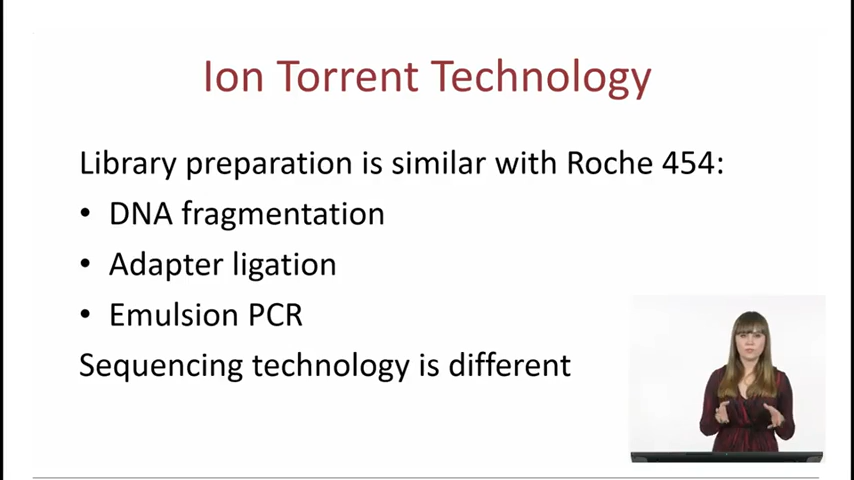 Ion Torrent Technology
Library preparation is similar with Roche 454:
• DNA fragmentation
• Adapter ligation
• Emulsion PCR
Sequencing technology is different